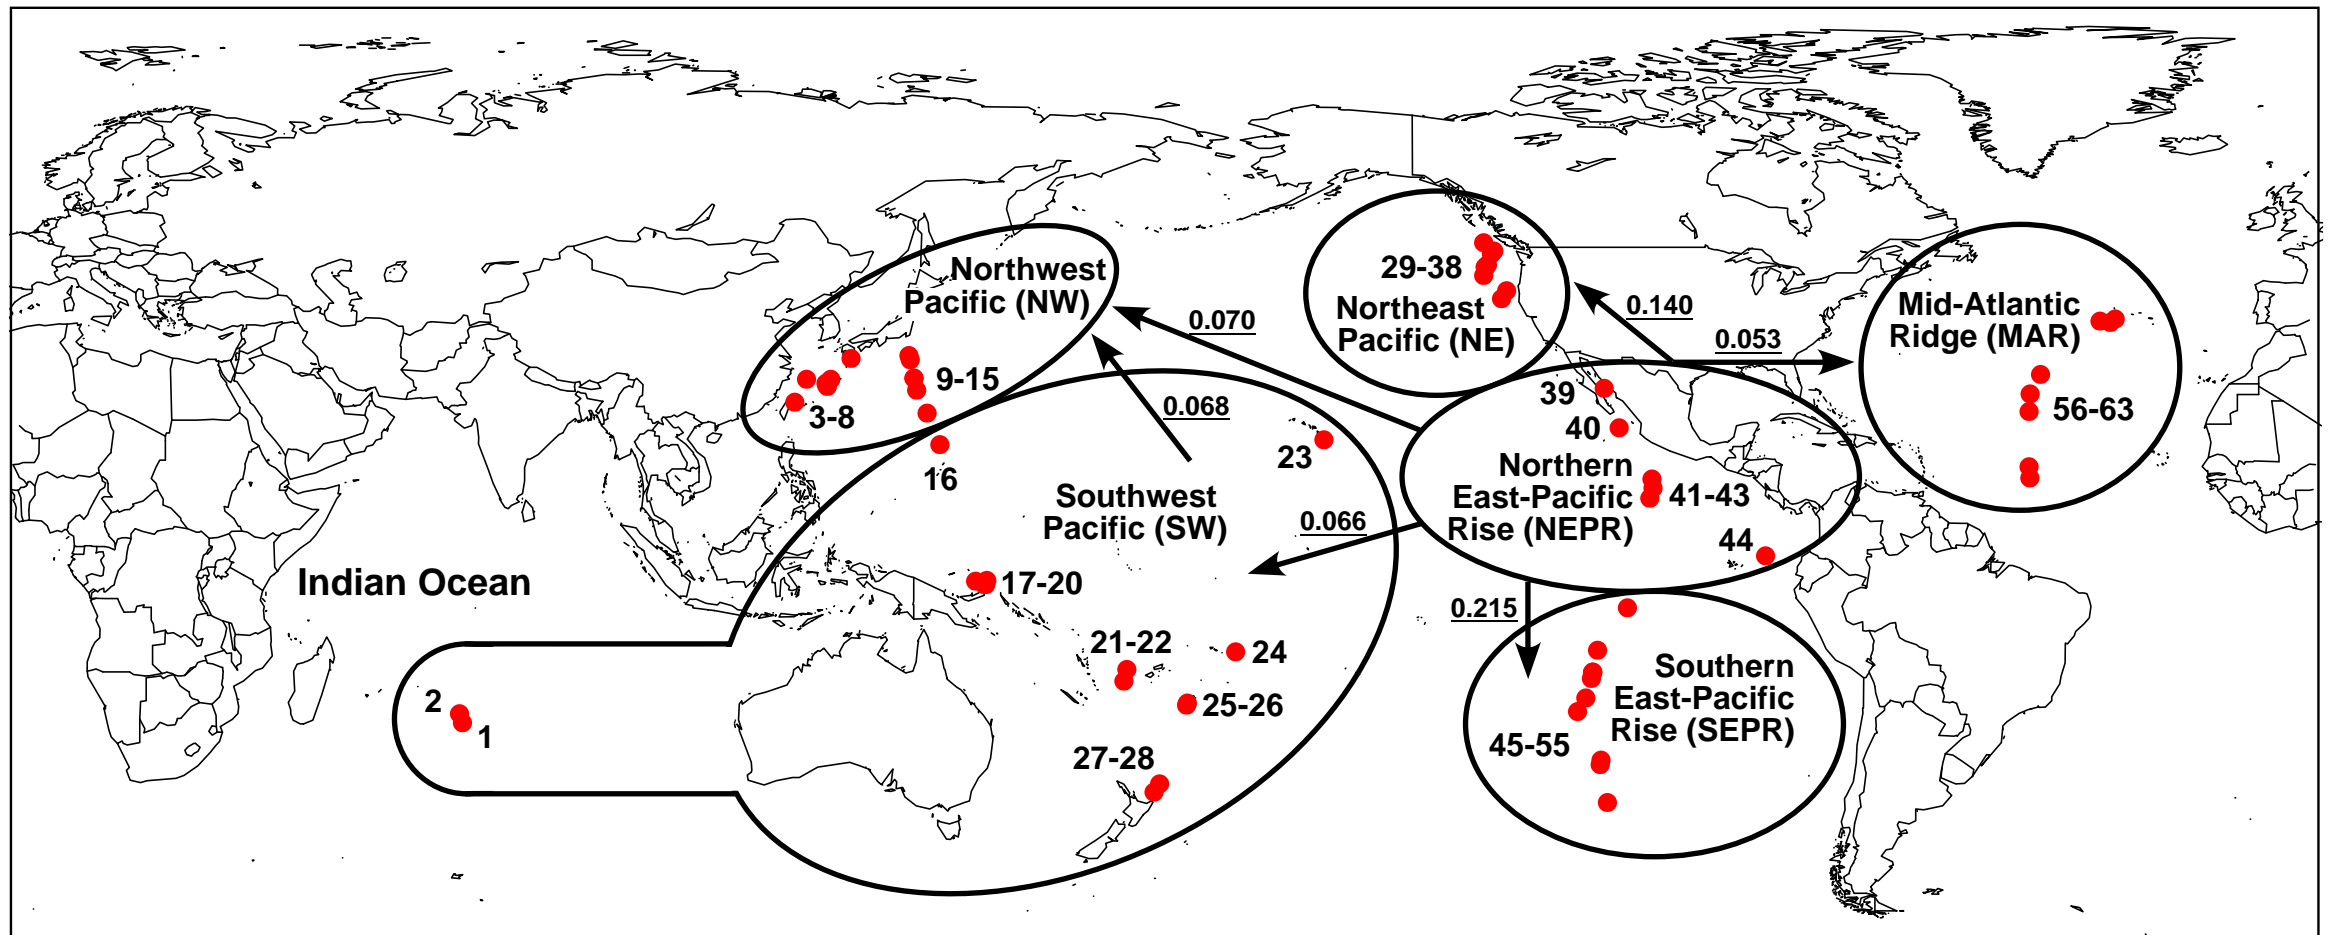 Northwest
Pacific (NW)
9-15
3-8
16
0.070
0.068
23
Southwest
Pacific (SW)
0.066
17-20
21-22
24
25-26
27-28
Indian Ocean
2
1
29-38
Northeast
Pacific (NE)
0.140
0.053
Mid-Atlantic
Ridge (MAR)
56-63
39
40
Northern
East-Pacific
Rise (NEPR)
41-43
44
0.215
Southern
East-Pacific
Rise (SEPR)
45-55